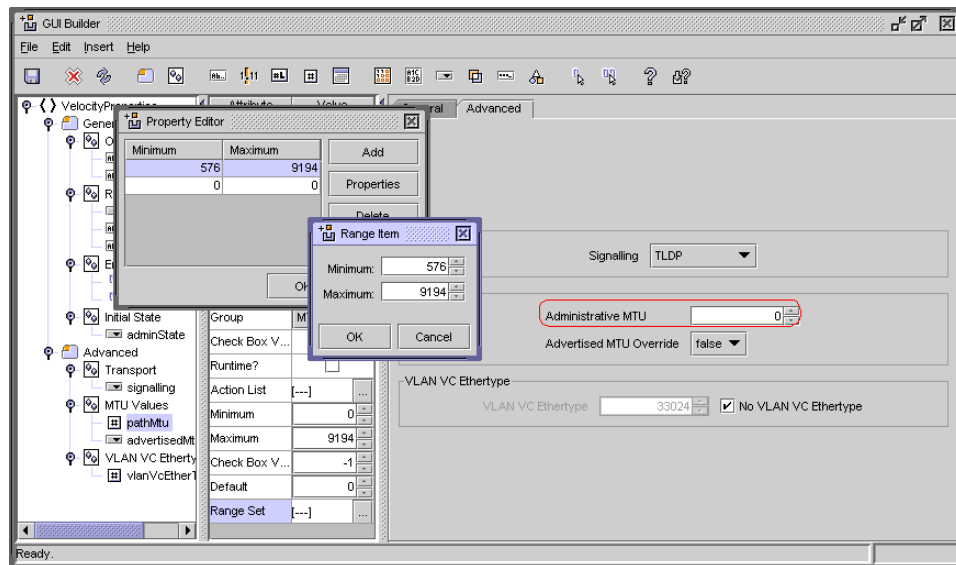 GUI Builder
File Edit Insert Help
VelocityProperties Attribute Value General Advanced
Property Editor
Minimum Maximum
576 9194
0 0
Add
Properties
Delete
Range Item
Minimum: 576
Maximum: 9194
OK Cancel
Signalling TLDP
Administrative MTU 0
Advertised MTU Override false
VLAN VC Ethertype
VLAN VC Ethertype 33024 No VLAN VC Ethertype
Initial State
adminState
Advanced
Transport
signalling
MTU Values
pathMtu
advertisedMt
VLAN VC Etherty
vlanVcEtherT
Group
Check Box V...
Runtime?
Action List [---] ...
Minimum 0
Maximum 9194
Check Box V... -1
Default 0
Range Set [---] ...
Ready.